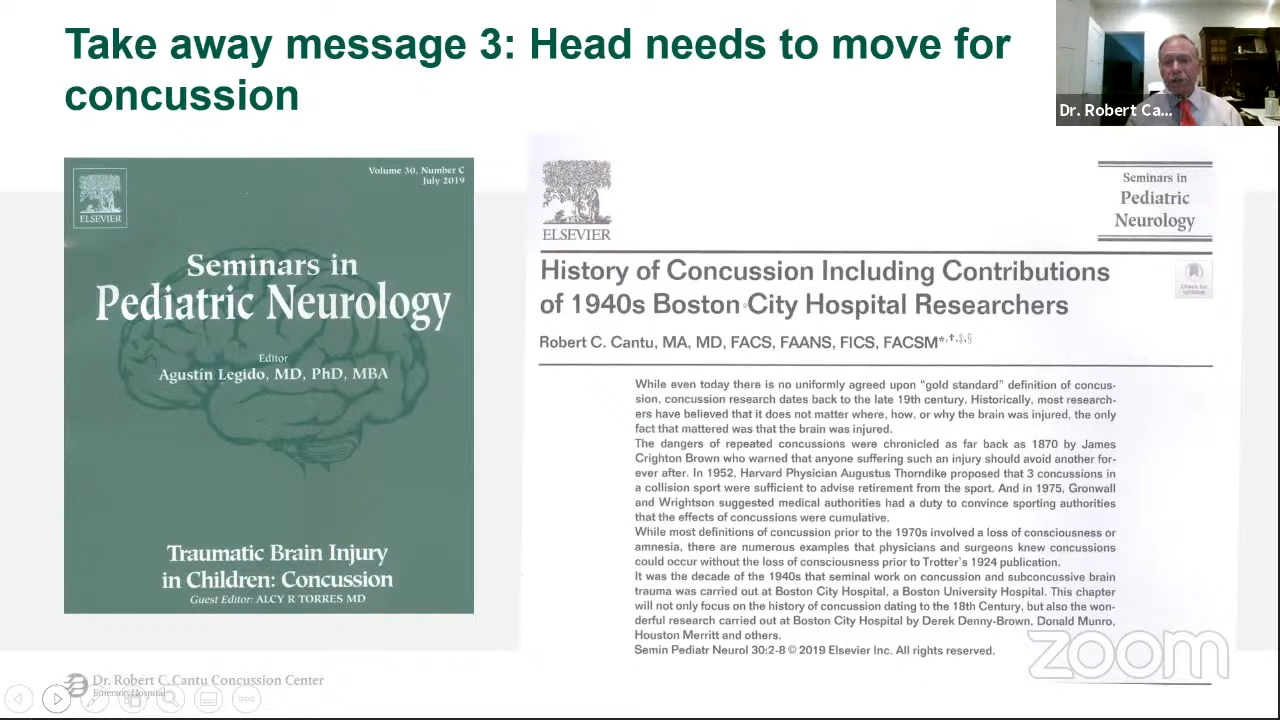 Take away message 3: Head needs to move for
concussion
Dr. Robert Ca...
Volume 30, Number C
July 2019
ELSEVIER
Seminars in
Pediatric Neurology
Editor
Agustín Legido, MD, PhD, MBA
Traumatic Brain Injury
in Children: Concussion
Guest Editor: ALCY R TORRES MD
ELSEVIER
Seminars in
Pediatric
Neurology
History of Concussion Including Contributions
of 1940s Boston City Hospital Researchers
Check for
updates
Robert C. Cantu, MA, MD, FACS, FAANS, FICS, FACSM*,†,‡,§
While even today there is no uniformly agreed upon “gold standard” definition of concus-
sion, concussion research dates back to the late 19th century. Historically, most research-
ers have believed that it does not matter where, how, or why the brain was injured, the only
fact that mattered was that the brain was injured.
The dangers of repeated concussions were chronicled as far back as 1870 by James
Crighton Brown who warned that anyone suffering such an injury should avoid another for-
ever after. In 1952, Harvard Physician Augustus Thorndike proposed that 3 concussions in
a collision sport were sufficient to advise retirement from the sport. And in 1975, Gronwall
and Wrightson suggested medical authorities had a duty to convince sporting authorities
that the effects of concussions were cumulative.
While most definitions of concussion prior to the 1970s involved a loss of consciousness or
amnesia, there are numerous examples that physicians and surgeons knew concussions
could occur without the loss of consciousness prior to Trotter's 1924 publication.
It was the decade of the 1940s that seminal work on concussion and subconcussive brain
trauma was carried out at Boston City Hospital, a Boston University Hospital. This chapter
will not only focus on the history of concussion dating to the 18th Century, but also the won-
derful research carried out at Boston City Hospital by Derek Denny-Brown, Donald Munro,
Houston Merritt and others.
Semin Pediatr Neurol 30:2-8 © 2019 Elsevier Inc. All rights reserved.
zoom
Dr. Robert C.Cantu Concussion Center
Emerson Hospital